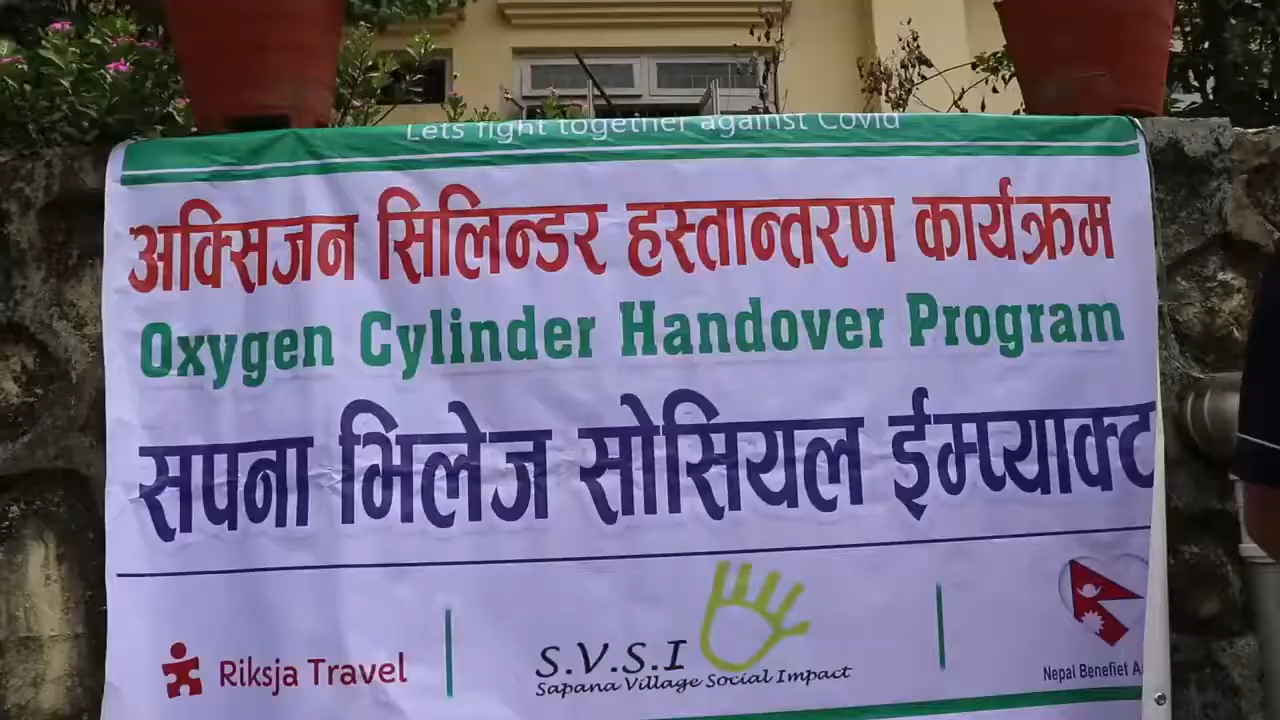 Lets fight together against Covid
अक्सिजन सिलिन्डर हस्तान्तरण कार्यक्रम
Oxygen Cylinder Handover Program
सपना भिलेज सोसियल ईम्प्याक्ट
Riksja Travel
S.V.S.I
Sapana Village Social Impact
Nepal Benefiet